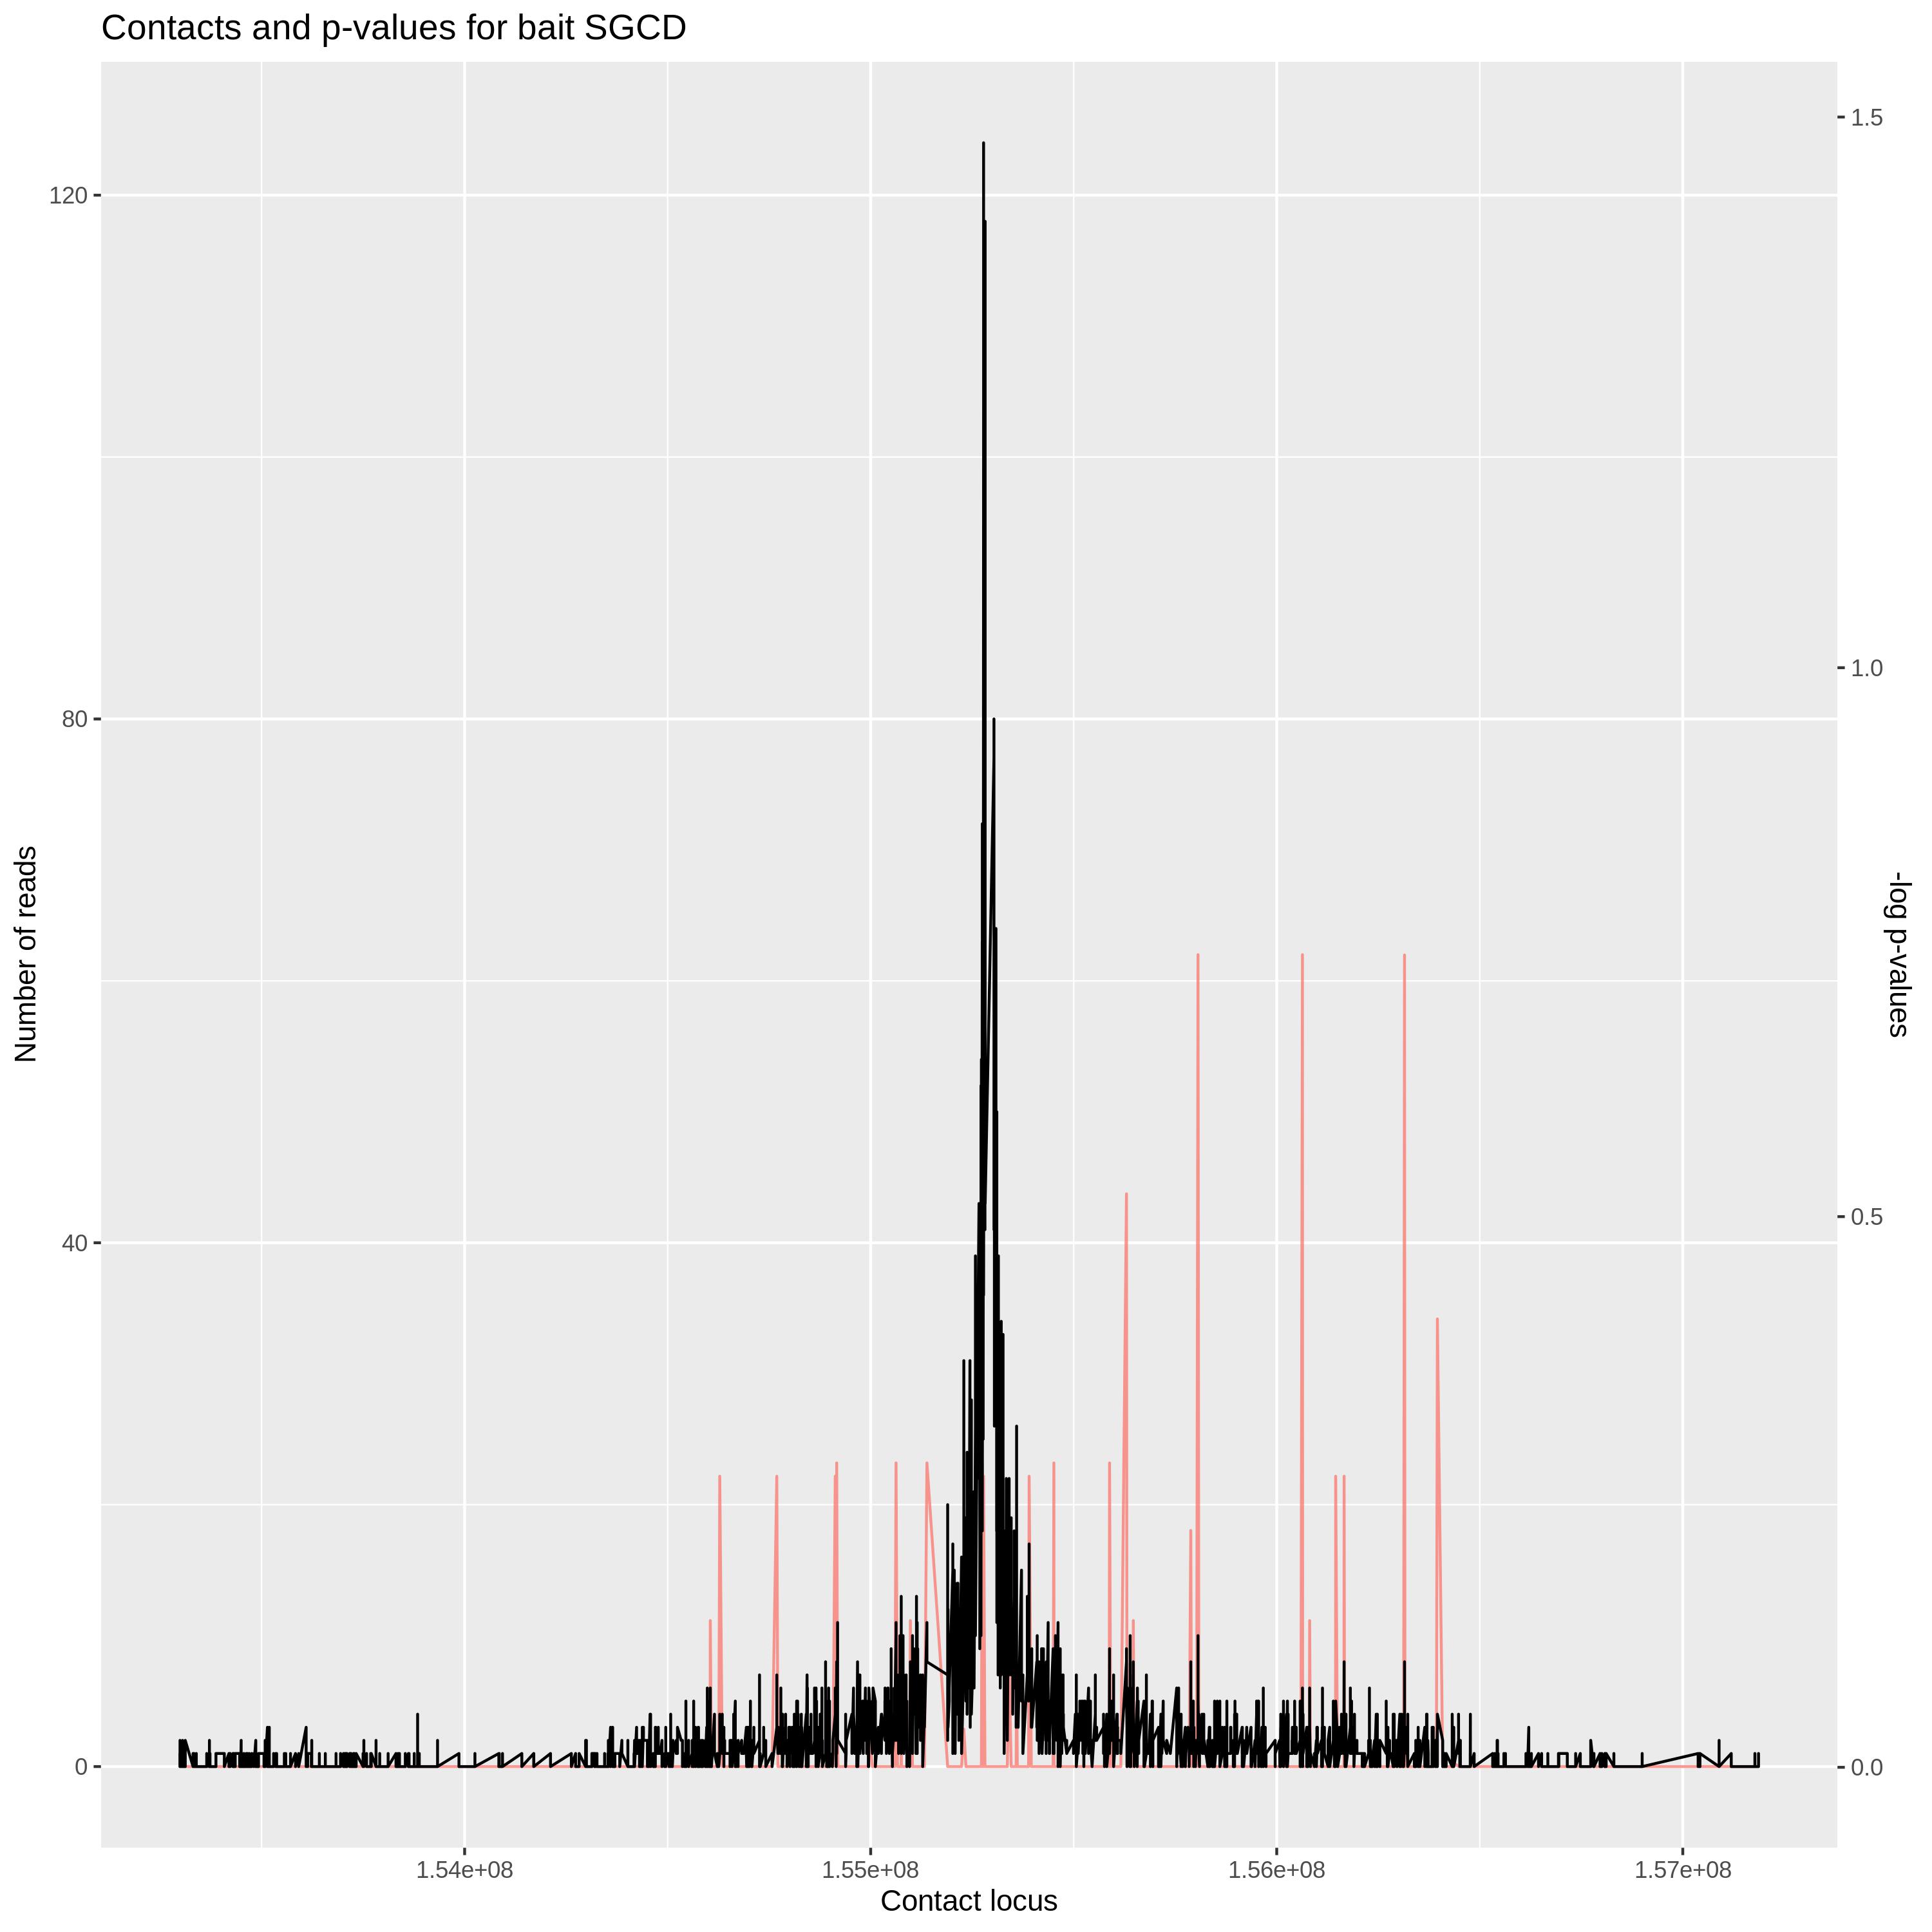 Contacts and p-values for bait SGCD
120
80
40
0
Number of reads
1.5
1.0
0.5
0.0
-log p-values
1.54e+08
1.55e+08
1.56e+08
1.57e+08
Contact locus